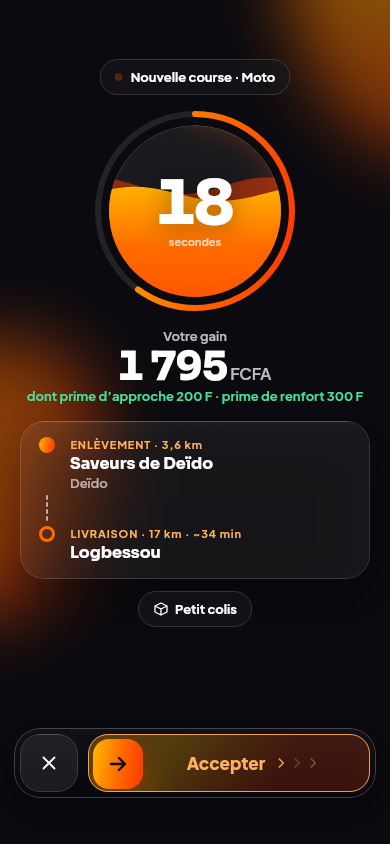 Nouvelle course · Moto
18
secondes
Votre gain
1 795 FCFA
dont prime d’approche 200 F · prime de renfort 300 F
ENLÈVEMENT · 3,6 km
Saveurs de Deïdo
Deïdo
LIVRAISON · 17 km · ~34 min
Logbessou
Petit colis
Accepter